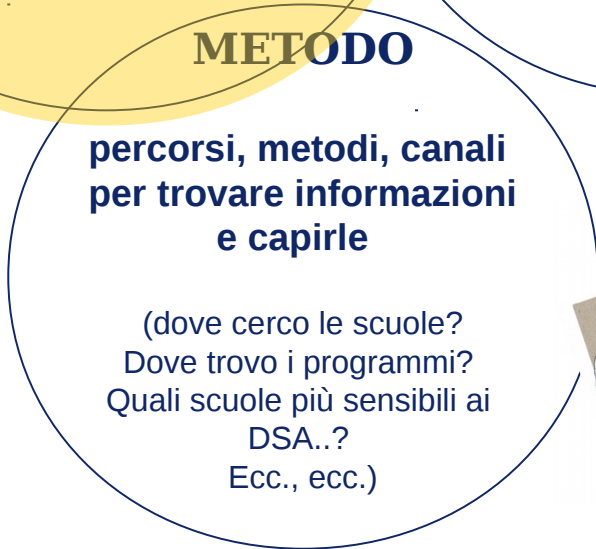 METODO
percorsi, metodi, canali
per trovare informazioni
e capirle
(dove cerco le scuole?
Dove trovo i programmi?
Quali scuole più sensibili ai
DSA..?
Ecc., ecc.)